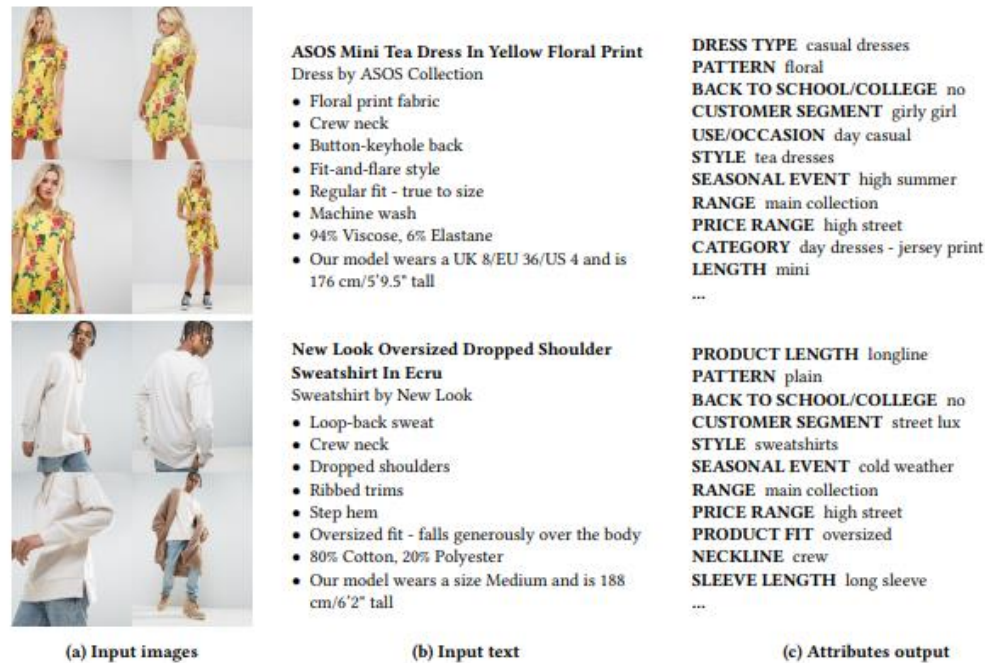 ASOS Mini Tea Dress In Yellow Floral Print
Dress by ASOS Collection
• Floral print fabric
• Crew neck
• Button-keyhole back
• Fit-and-flare style
• Regular fit - true to size
• Machine wash
• 94% Viscose, 6% Elastane
• Our model wears a UK 8/EU 36/US 4 and is
176 cm/5'9.5" tall
DRESS TYPE casual dresses
PATTERN floral
BACK TO SCHOOL/COLLEGE no
CUSTOMER SEGMENT girly girl
USE/OCCASION day casual
STYLE tea dresses
SEASONAL EVENT high summer
RANGE main collection
PRICE RANGE high street
CATEGORY day dresses - jersey print
LENGTH mini
...
New Look Oversized Dropped Shoulder
Sweatshirt In Ecru
Sweatshirt by New Look
• Loop-back sweat
• Crew neck
• Dropped shoulders
• Ribbed trims
• Step hem
• Oversized fit - falls generously over the body
• 80% Cotton, 20% Polyester
• Our model wears a size Medium and is 188
cm/6'2" tall
PRODUCT LENGTH longline
PATTERN plain
BACK TO SCHOOL/COLLEGE no
CUSTOMER SEGMENT street lux
STYLE sweatshirts
SEASONAL EVENT cold weather
RANGE main collection
PRICE RANGE high street
PRODUCT FIT oversized
NECKLINE crew
SLEEVE LENGTH long sleeve
...
(a) Input images
(b) Input text
(c) Attributes output